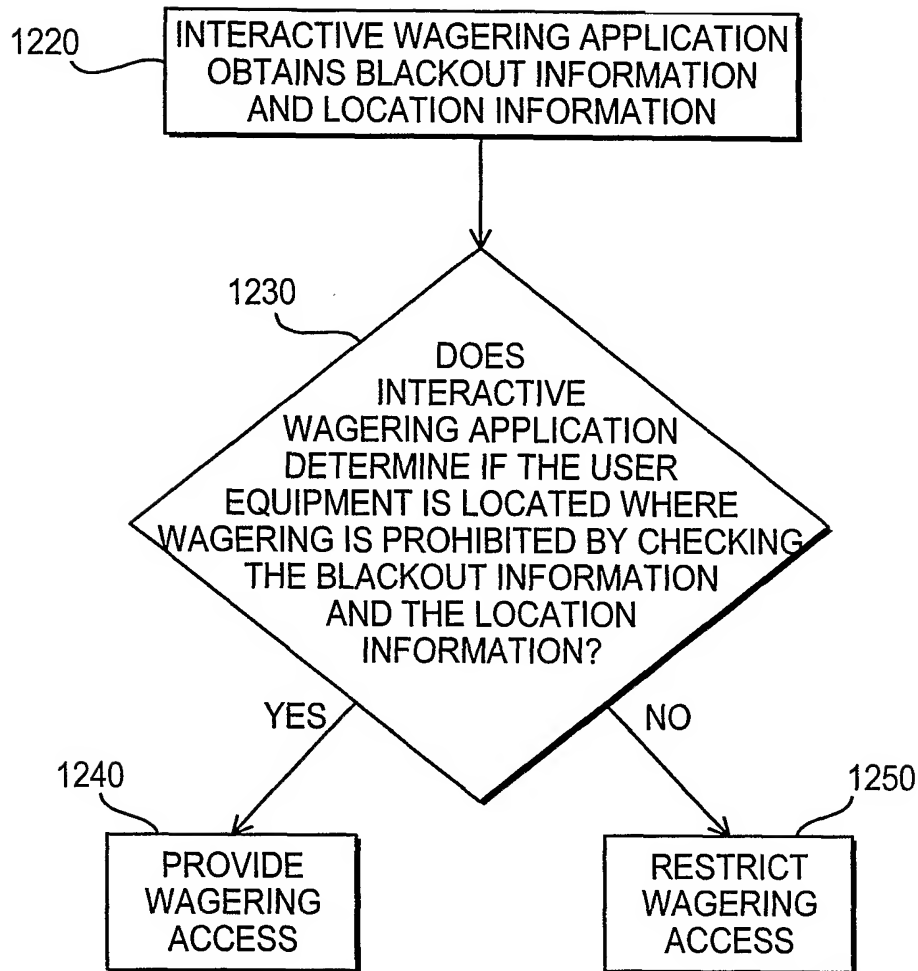 1220
INTERACTIVE WAGERING APPLICATION
OBTAINS BLACKOUT INFORMATION
AND LOCATION INFORMATION
1230
DOES
INTERACTIVE
WAGERING APPLICATION
DETERMINE IF THE USER
EQUIPMENT IS LOCATED WHERE
WAGERING IS PROHIBITED BY CHECKING
THE BLACKOUT INFORMATION
AND THE LOCATION
INFORMATION?
YES
NO
1240
PROVIDE
WAGERING
ACCESS
1250
RESTRICT
WAGERING
ACCESS